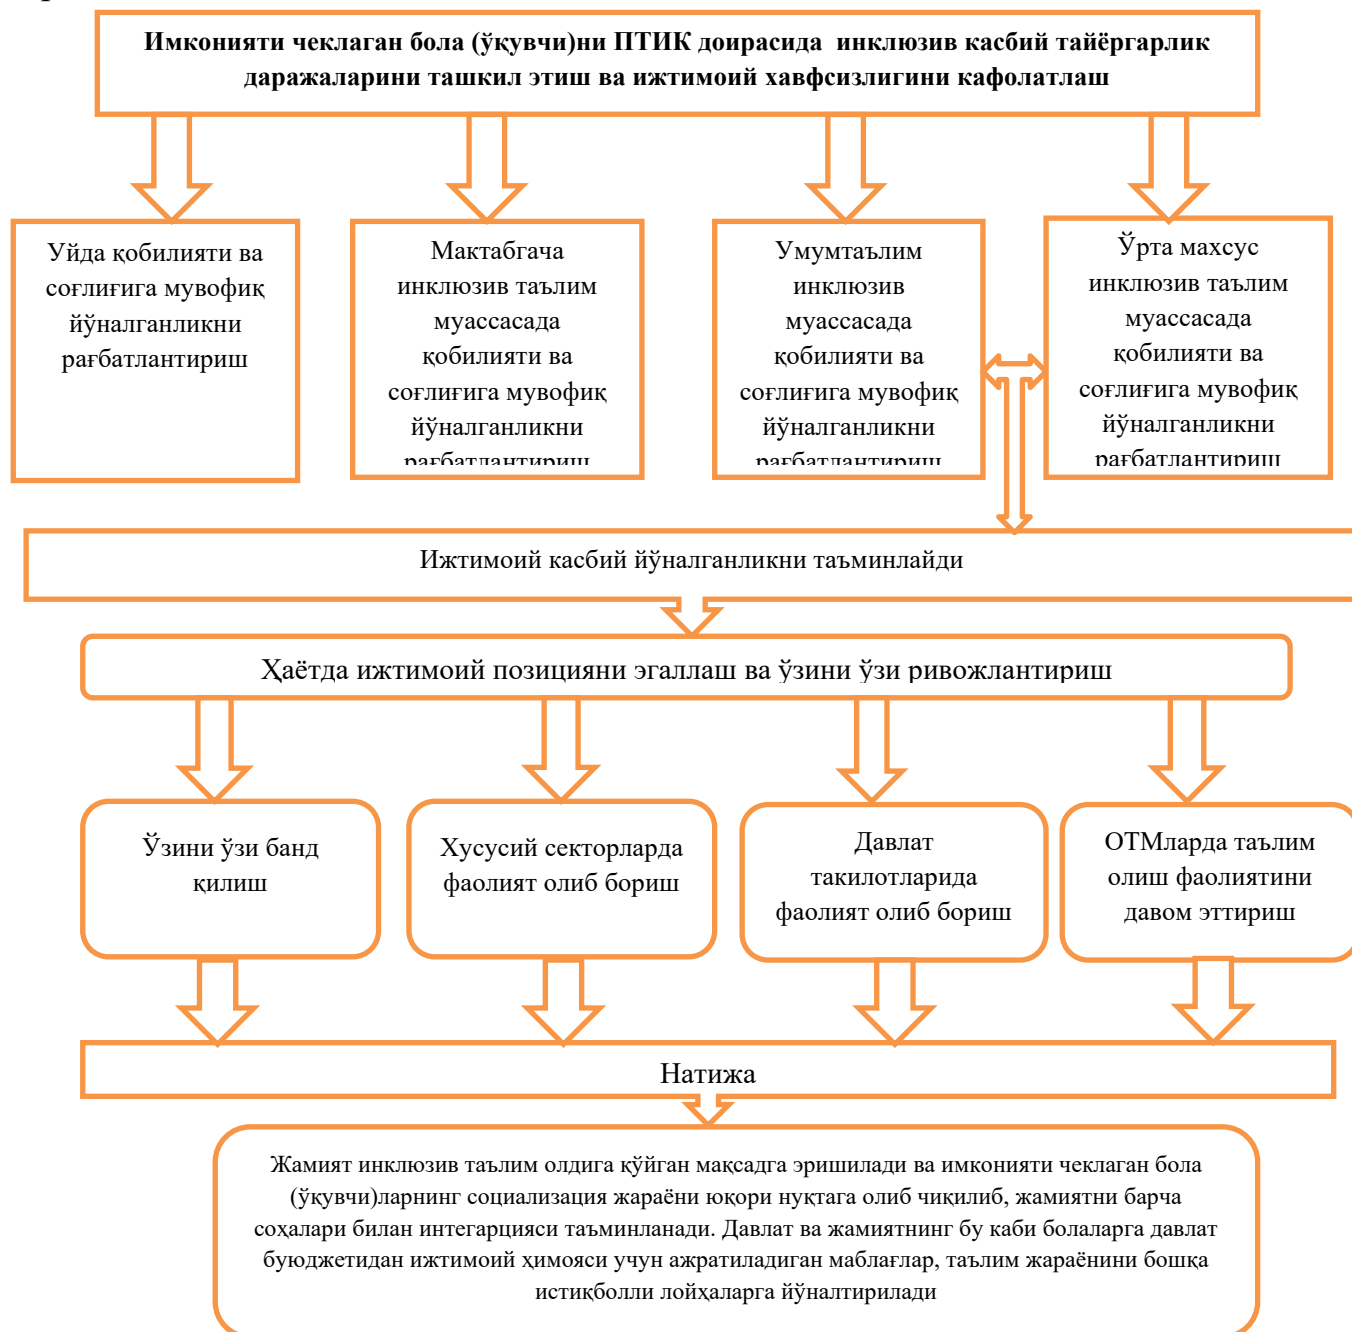 Имконияти чеклаган бола (ўқувчи)ни ПТИК доирасида инклюзив касбий тайёргарлик
даражаларини ташкил этиш ва ижтимоий хавфсизлигини кафолатлаш
Уйда қобилияти ва
соғлиғига мувофиқ
йўналганликни
рағбатлантириш
Мактабгача
инклюзив таълим
муассасада
қобилияти ва
соғлиғига мувофиқ
йўналганликни
рағбатлантириш
Умумтаълим
инклюзив
муассасада
қобилияти ва
соғлиғига мувофиқ
йўналганликни
рағбатлантириш
Ўрта махсус
инклюзив таълим
муассасада
қобилияти ва
соғлиғига мувофиқ
йўналганликни
рағбатлантириш
Ижтимоий касбий йўналганликни таъминлайди
Ҳаётда ижтимоий позицияни эгаллаш ва ўзини ўзи ривожлантириш
Ўзини ўзи банд
қилиш
Хусусий секторларда
фаолият олиб бориш
Давлат
такилотларида
фаолият олиб бориш
ОТМларда таълим
олиш фаолиятини
давом эттириш
Натижа
Жамият инклюзив таълим олдига қўйган мақсадга эришилади ва имконияти чеклаган бола
(ўқувчи)ларнинг социализация жараёни юқори нуқтага олиб чиқилиб, жамиятни барча
соҳалари билан интегарцияси таъминланади. Давлат ва жамиятнинг бу каби болаларга давлат
буюджетидан ижтимоий ҳимояси учун ажратиладиган маблағлар, таълим жараёнини бошқа
истиқболли лойҳаларга йўналтирилади